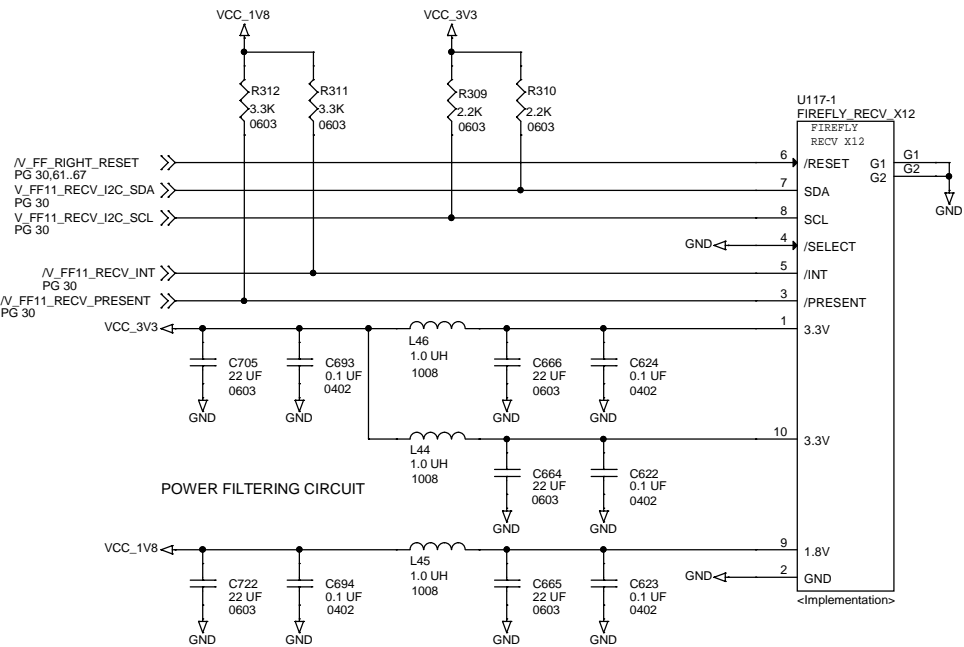 VCC_1V8
VCC_3V3
R312
3.3K
0603
R311
3.3K
0603
R309
2.2K
0603
R310
2.2K
0603
U117-1
FIREFLY_RECV_X12
FIREFLY
RECV X12
/V_FF_RIGHT_RESET
PG 30,61..67
6
/RESET
G1
G1
G2
G2
GND
V_FF11_RECV_I2C_SDA
PG 30
7
SDA
V_FF11_RECV_I2C_SCL
PG 30
8
SCL
GND
4
/SELECT
/V_FF11_RECV_INT
PG 30
5
/INT
/V_FF11_RECV_PRESENT
PG 30
3
/PRESENT
VCC_3V3
1
3.3V
L46
1.0 UH
1008
C705
22 UF
0603
GND
C693
0.1 UF
0402
GND
C666
22 UF
0603
GND
C624
0.1 UF
0402
GND
10
3.3V
L44
1.0 UH
1008
C664
22 UF
0603
GND
C622
0.1 UF
0402
GND
POWER FILTERING CIRCUIT
VCC_1V8
9
1.8V
L45
1.0 UH
1008
GND
2
GND
C722
22 UF
0603
GND
C694
0.1 UF
0402
GND
C665
22 UF
0603
GND
C623
0.1 UF
0402
GND
<Implementation>